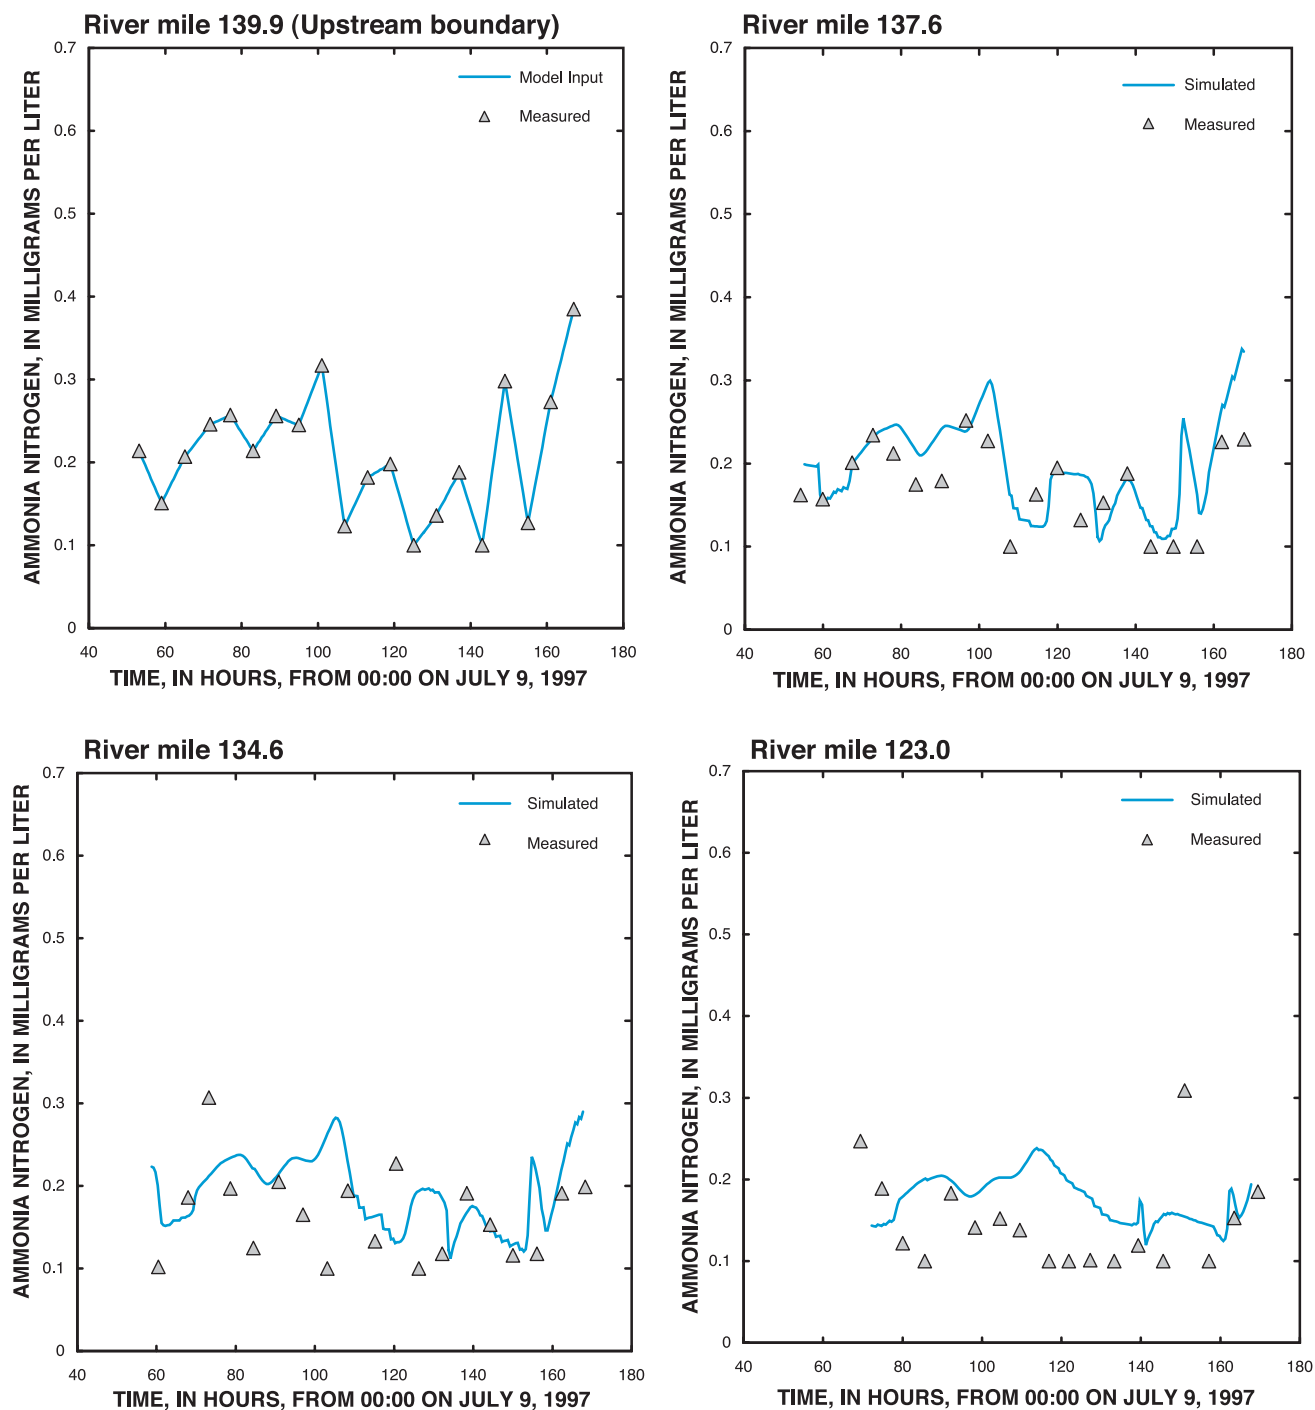 River mile 139.9 (Upstream boundary)
AMMONIA NITROGEN, IN MILLIGRAMS PER LITER
0.7
0.6
0.5
0.4
0.3
0.2
0.1
0
Model Input
Measured
40 60 80 100 120 140 160 180
TIME, IN HOURS, FROM 00:00 ON JULY 9, 1997
River mile 137.6
AMMONIA NITROGEN, IN MILLIGRAMS PER LITER
0.7
0.6
0.5
0.4
0.3
0.2
0.1
0
Simulated
Measured
40 60 80 100 120 140 160 180
TIME, IN HOURS, FROM 00:00 ON JULY 9, 1997
River mile 134.6
AMMONIA NITROGEN, IN MILLIGRAMS PER LITER
0.7
0.6
0.5
0.4
0.3
0.2
0.1
0
Simulated
Measured
40 60 80 100 120 140 160 180
TIME, IN HOURS, FROM 00:00 ON JULY 9, 1997
River mile 123.0
AMMONIA NITROGEN, IN MILLIGRAMS PER LITER
0.7
0.6
0.5
0.4
0.3
0.2
0.1
0
Simulated
Measured
40 60 80 100 120 140 160 180
TIME, IN HOURS, FROM 00:00 ON JULY 9, 1997